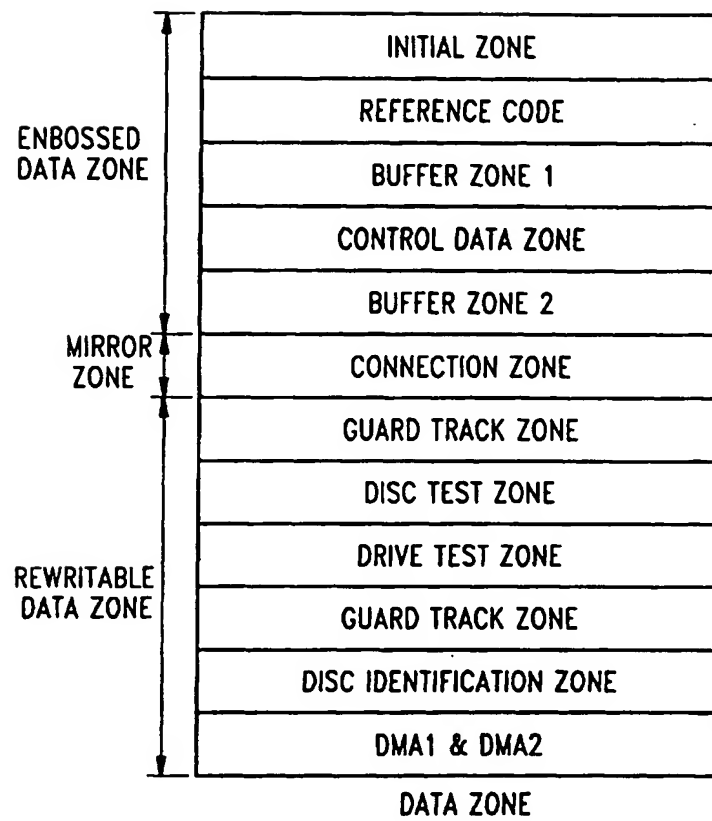 INITIAL ZONE
REFERENCE CODE
ENBOSSED
DATA ZONE
BUFFER ZONE 1
CONTROL DATA ZONE
BUFFER ZONE 2
MIRROR
ZONE
CONNECTION ZONE
GUARD TRACK ZONE
DISC TEST ZONE
DRIVE TEST ZONE
REWRITABLE
DATA ZONE
GUARD TRACK ZONE
DISC IDENTIFICATION ZONE
DMA1 & DMA2
DATA ZONE